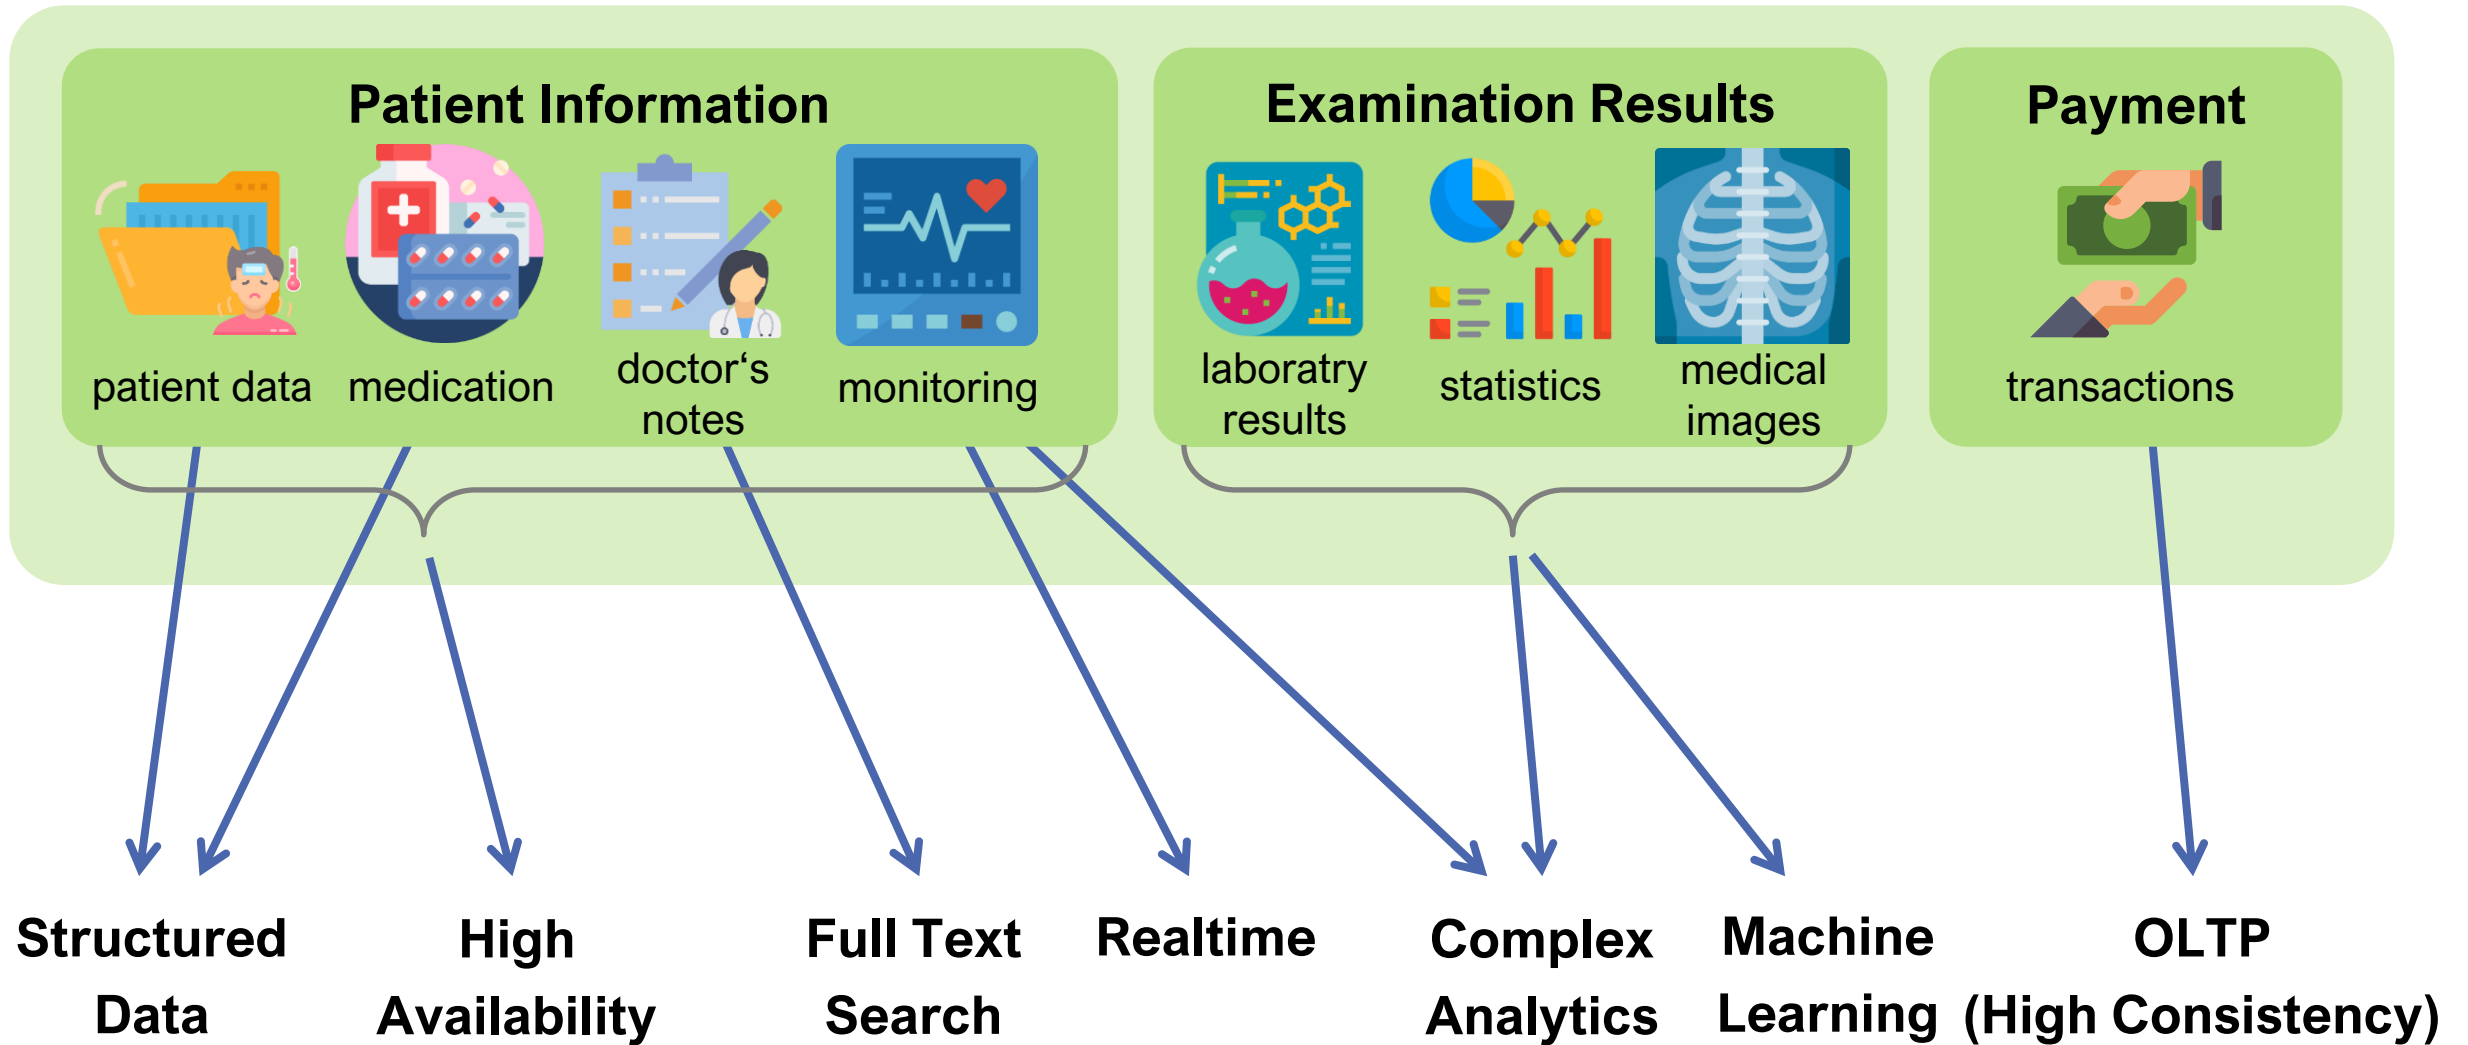 Patient Information
patient data
medication
doctor‘s
notes
monitoring
Examination Results
laboratry
results
statistics
medical
images
Payment
transactions
Structured
Data
High
Availability
Full Text
Search
Realtime
Complex
Analytics
Machine
Learning
OLTP
(High Consistency)